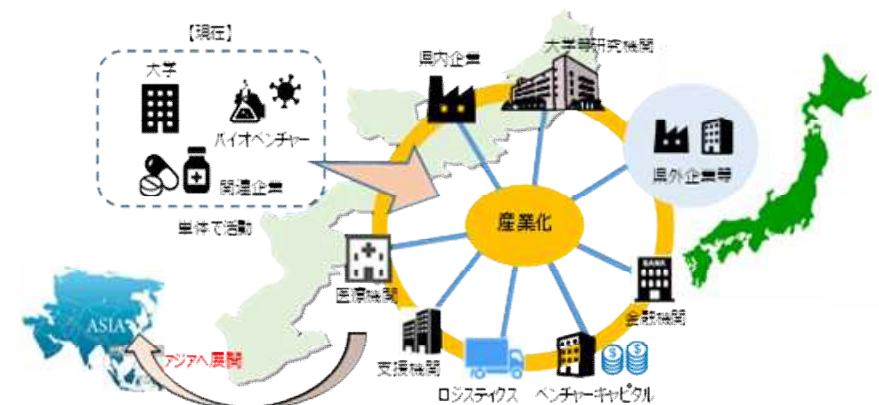 【現在】
大学
バイオベンチャー
関連企業
単体で活動
県内企業
大学等研究機関
県外企業等
産業化
医療機関
支援機関
ロジスティクス
ベンチャーキャピタル
BANK
金融機関
ASIA
アジアへ展開